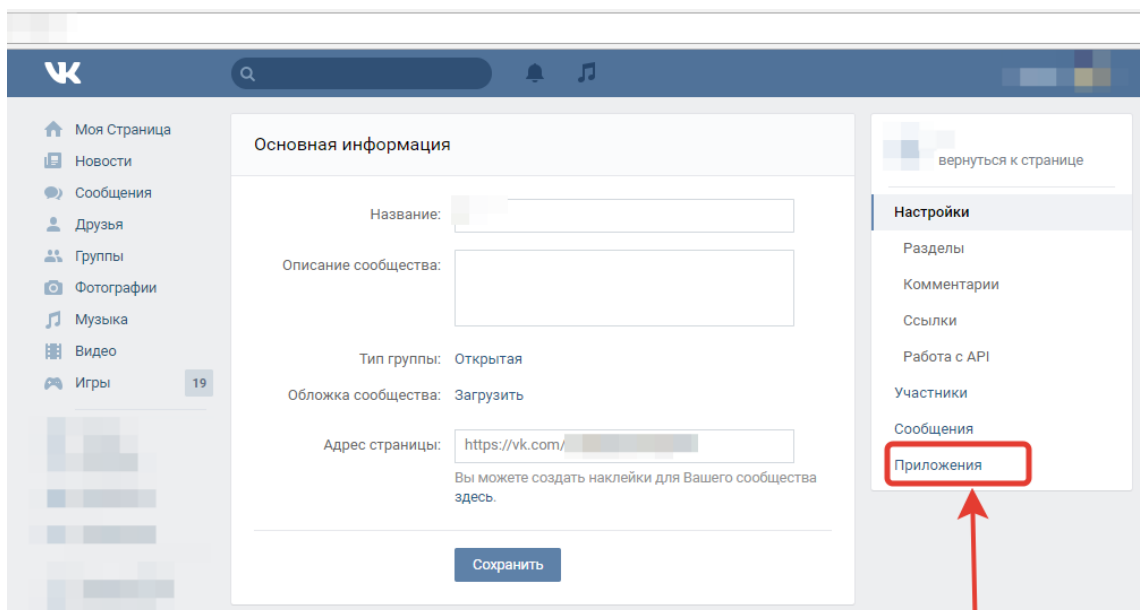 VK
Моя Страница
Новости
Сообщения
Друзья
Группы
Фотографии
Музыка
Видео
Игры 19
Основная информация
Название:
Описание сообщества:
Тип группы: Открытая
Обложка сообщества: Загрузить
Адрес страницы: https://vk.com/
Вы можете создать наклейки для Вашего сообщества
здесь.
Сохранить
вернуться к странице
Настройки
Разделы
Комментарии
Ссылки
Работа с API
Участники
Сообщения
Приложения